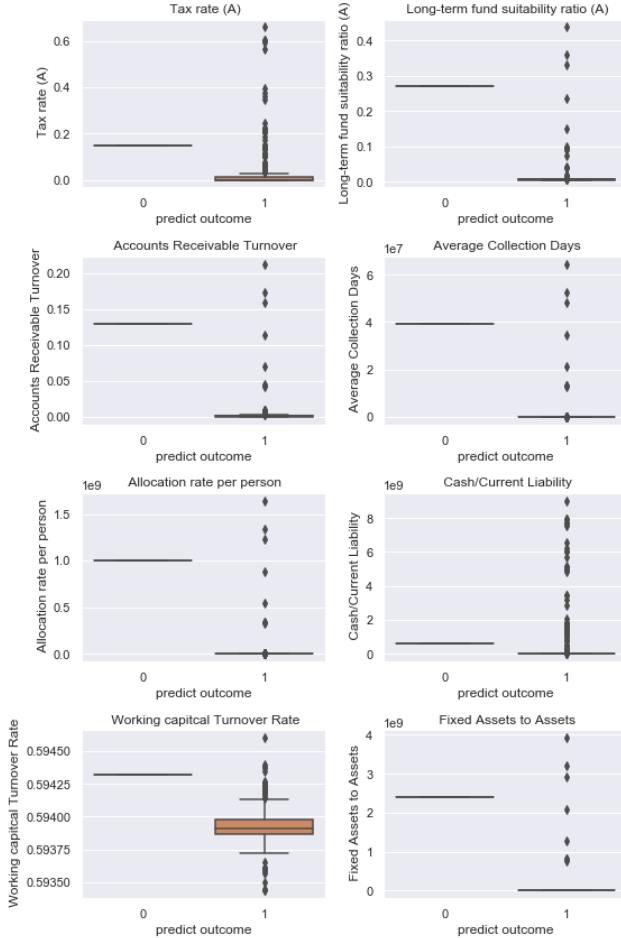 Tax rate (A)
Tax rate (A)
0.6
0.4
0.2
0.0
0 1
predict outcome
Long-term fund suitability ratio (A)
Long-term fund suitability ratio (A)
0.4
0.3
0.2
0.1
0.0
0 1
predict outcome
Accounts Receivable Turnover
Accounts Receivable Turnover
0.20
0.15
0.10
0.05
0.00
0 1
predict outcome
Average Collection Days
1e7
Average Collection Days
6
4
2
0
0 1
predict outcome
Allocation rate per person
1e9
Allocation rate per person
1.5
1.0
0.5
0.0
0 1
predict outcome
Cash/Current Liability
1e9
Cash/Current Liability
8
6
4
2
0
0 1
predict outcome
Working capitcal Turnover Rate
Working capitcal Turnover Rate
0.59450
0.59425
0.59400
0.59375
0.59350
0 1
predict outcome
Fixed Assets to Assets
1e9
Fixed Assets to Assets
4
3
2
1
0
0 1
predict outcome